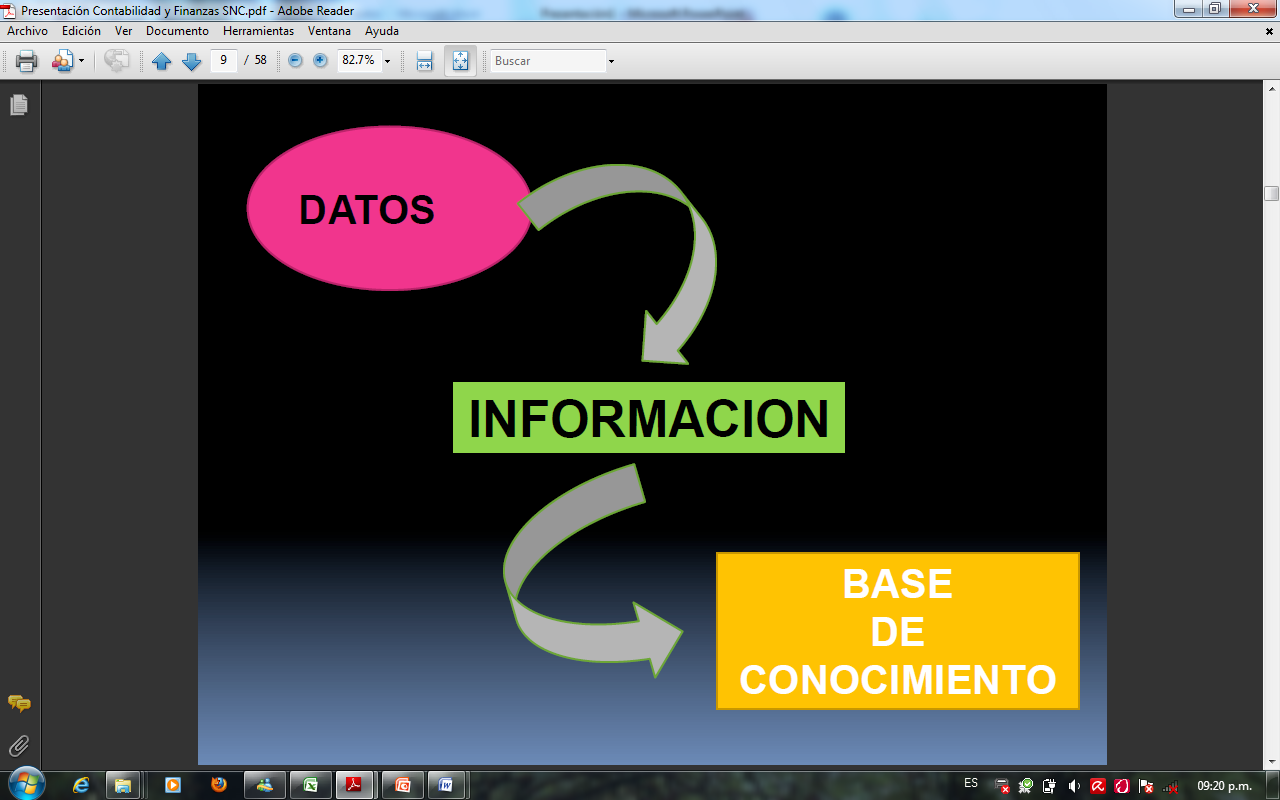 Presentación Contabilidad y Finanzas SNC.pdf - Adobe Reader
Archivo Edición Ver Documento Herramientas Ventana Ayuda
9 / 58 82.7% Buscar
DATOS
INFORMACION
BASE
DE
CONOCIMIENTO
ES 09:20 p.m.